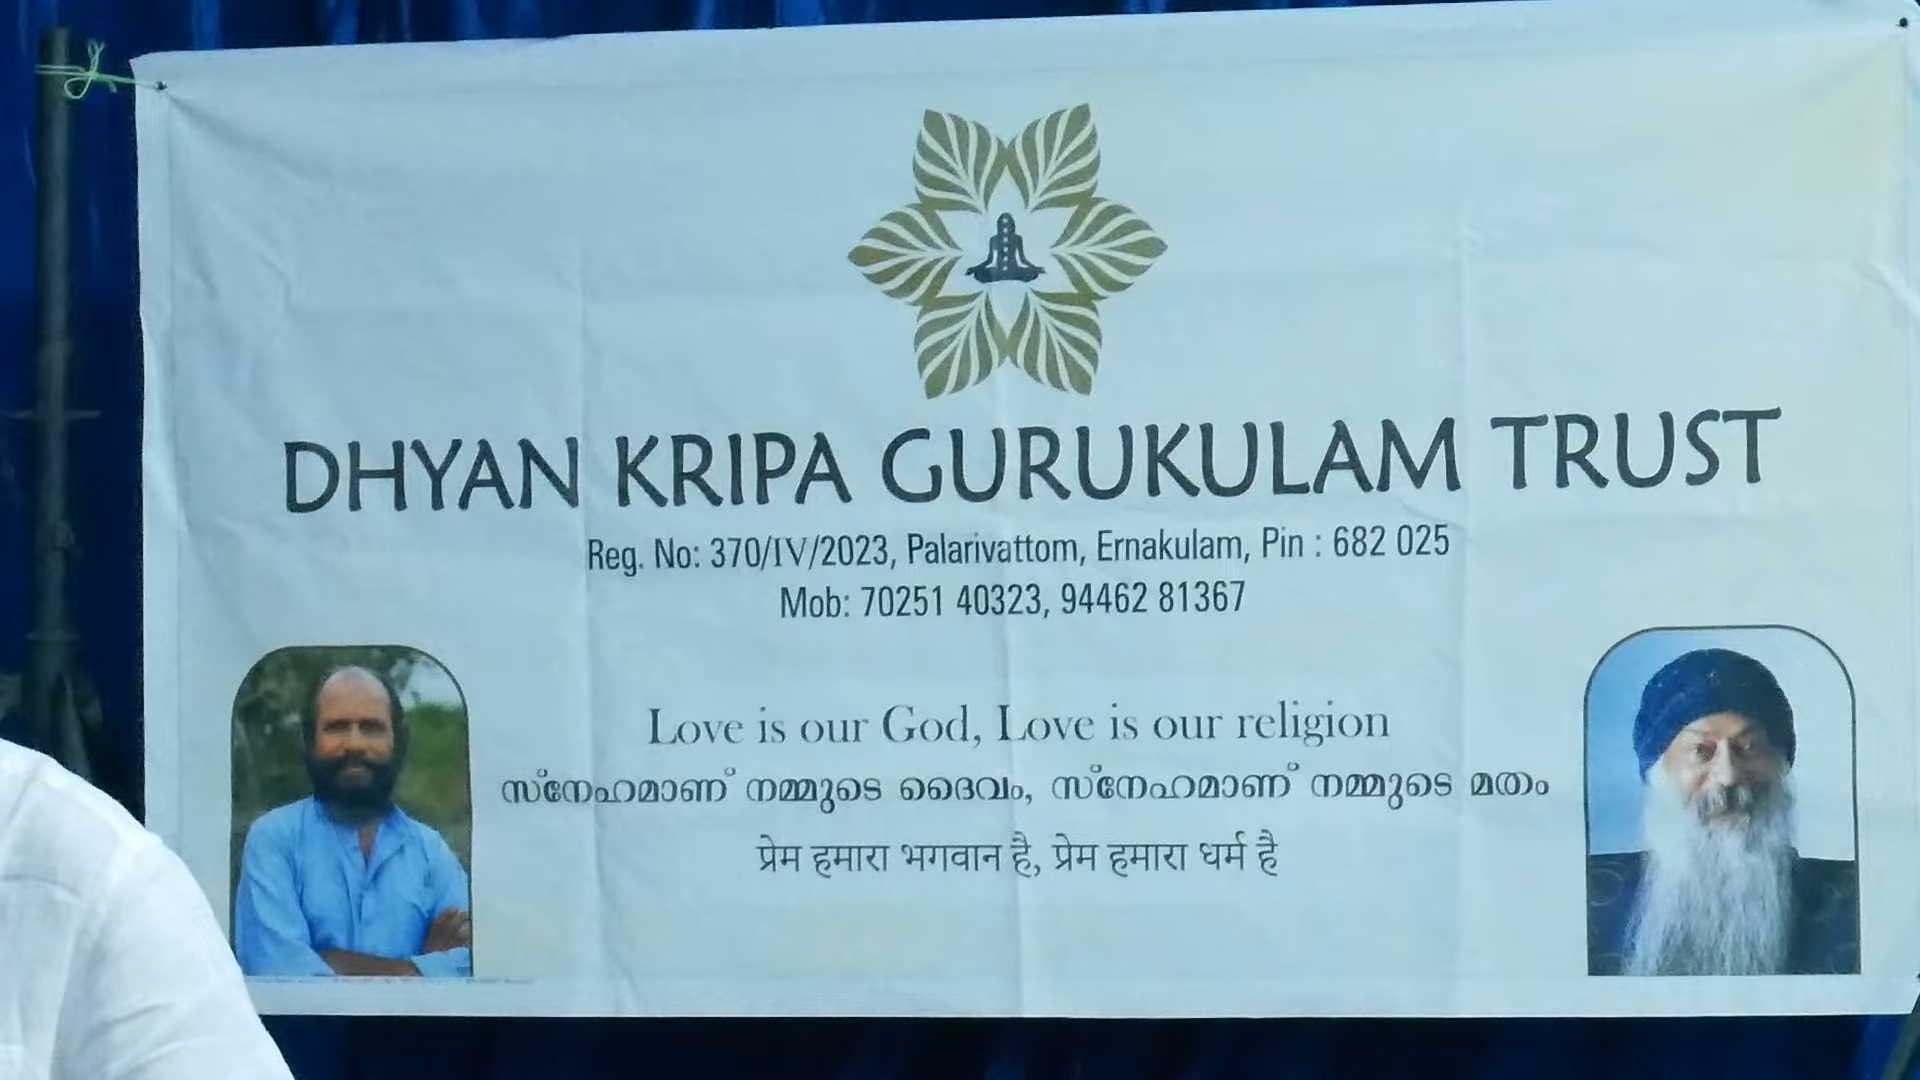 DHYAN KRIPA GURUKULAM TRUST
Reg. No: 370/IV/2023, Palarivattom, Ernakulam, Pin : 682 025
Mob: 70251 40323, 94462 81367
Love is our God, Love is our religion
സ്നേഹമാണ് നമ്മുടെ ദൈവം, സ്നേഹമാണ് നമ്മുടെ മതം
प्रेम हमारा भगवान है, प्रेम हमारा धर्म है